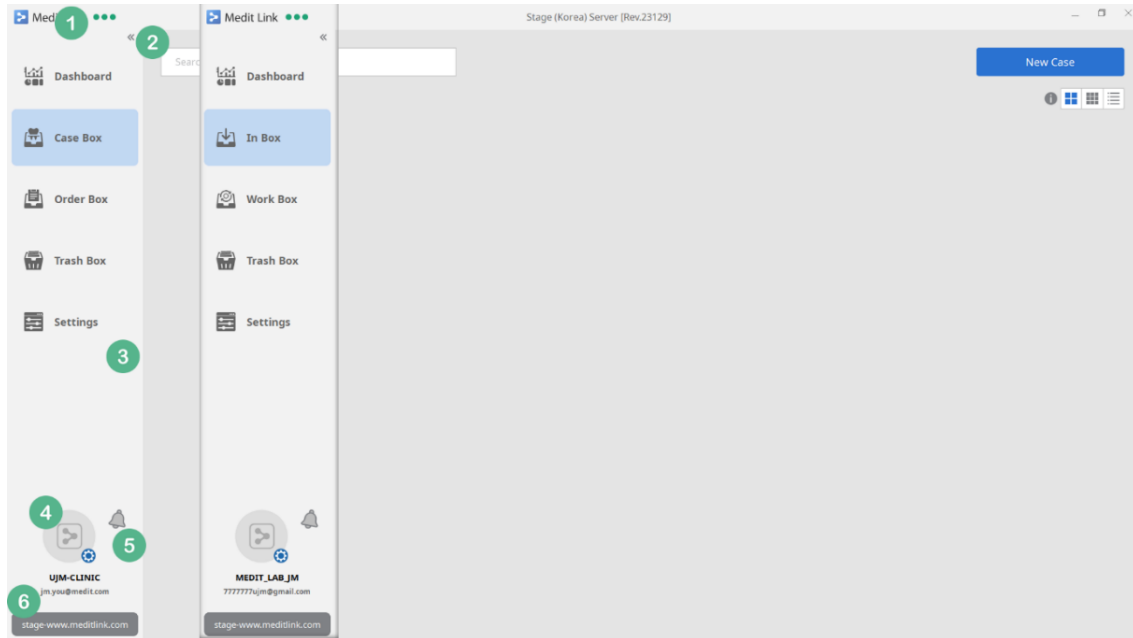 Med
1
2
Dashboard
Case Box
Order Box
Trash Box
Settings
3
4
5
UJM-CLINIC
jm.you@medit.com
6
stage-www.meditlink.com
Medit Link
Dashboard
In Box
Work Box
Trash Box
Settings
MEDIT_LAB_JM
7777777ujm@gmail.com
stage-www.meditlink.com
Stage (Korea) Server [Rev.23129]
Searc
New Case